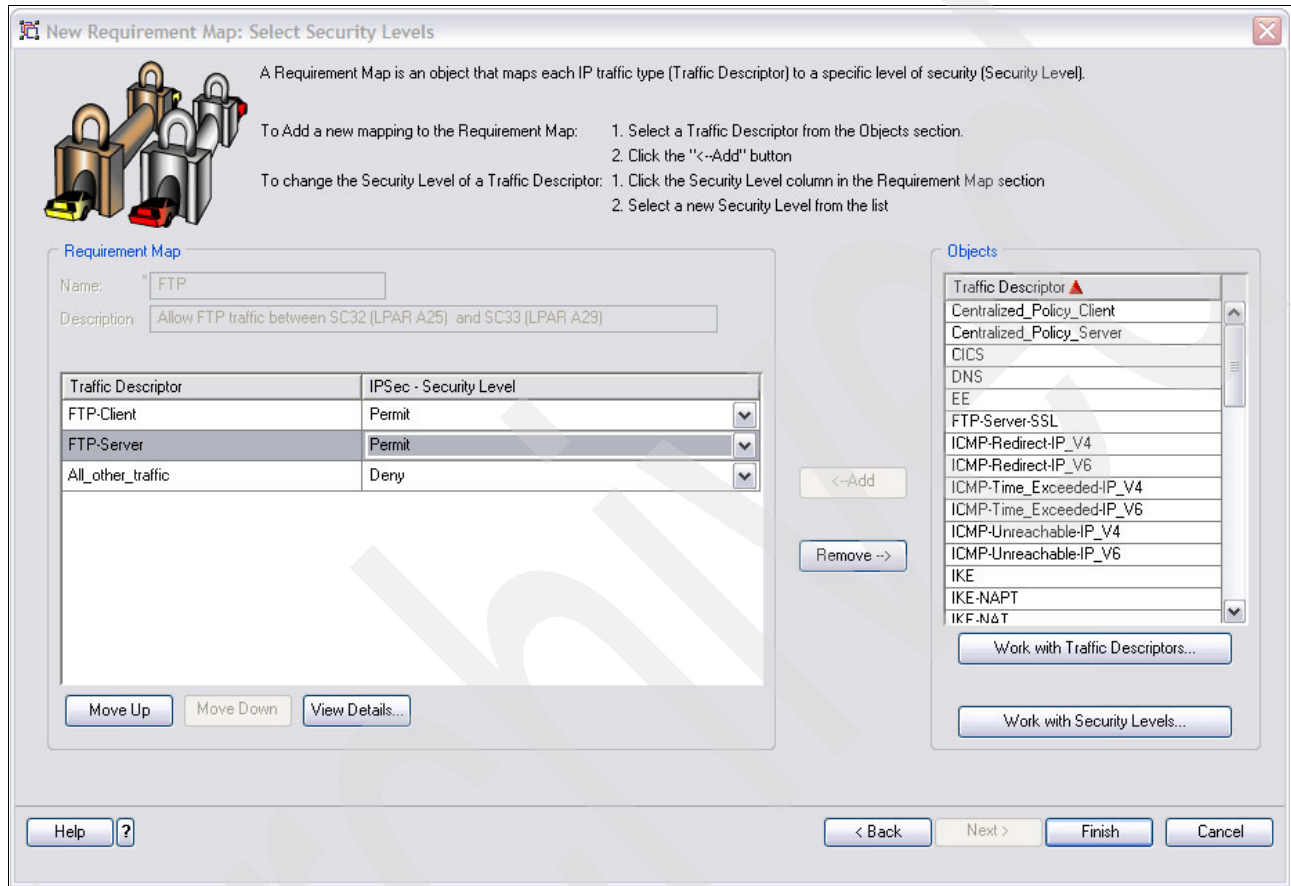 New Requirement Map: Select Security Levels
A Requirement Map is an object that maps each IP traffic type (Traffic Descriptor) to a specific level of security (Security Level).
To Add a new mapping to the Requirement Map: 1. Select a Traffic Descriptor from the Objects section.
2. Click the "<--Add" button
To change the Security Level of a Traffic Descriptor: 1. Click the Security Level column in the Requirement Map section
2. Select a new Security Level from the list
Requirement Map
Name: * FTP
Description Allow FTP traffic between SC32 (LPAR A25) and SC33 (LPAR A29)
Traffic Descriptor IPSec - Security Level
FTP-Client Permit
FTP-Server Permit
All_other_traffic Deny
Move Up Move Down View Details...
<--Add
Remove -->
Objects
Traffic Descriptor
Centralized_Policy_Client
Centralized_Policy_Server
CICS
DNS
EE
FTP-Server-SSL
ICMP-Redirect-IP_V4
ICMP-Redirect-IP_V6
ICMP-Time_Exceeded-IP_V4
ICMP-Time_Exceeded-IP_V6
ICMP-Unreachable-IP_V4
ICMP-Unreachable-IP_V6
IKE
IKE-NAPT
IKE-NAT
Work with Traffic Descriptors...
Work with Security Levels...
Help ? < Back Next > Finish Cancel